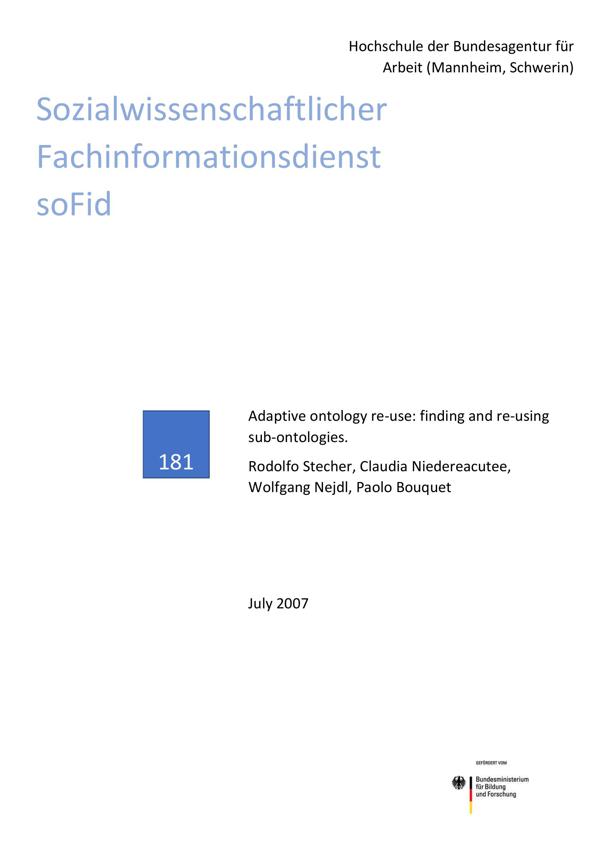 Hochschule der Bundesagentur für
Arbeit (Mannheim, Schwerin)
Sozialwissenschaftlicher
Fachinformationsdienst
soFid
181
Adaptive ontology re-use: finding and re-using
sub-ontologies.
Rodolfo Stecher, Claudia Niedereacutee,
Wolfgang Nejdl, Paolo Bouquet
July 2007
GEFÖRDERT VOM
Bundesministerium
für Bildung
und Forschung